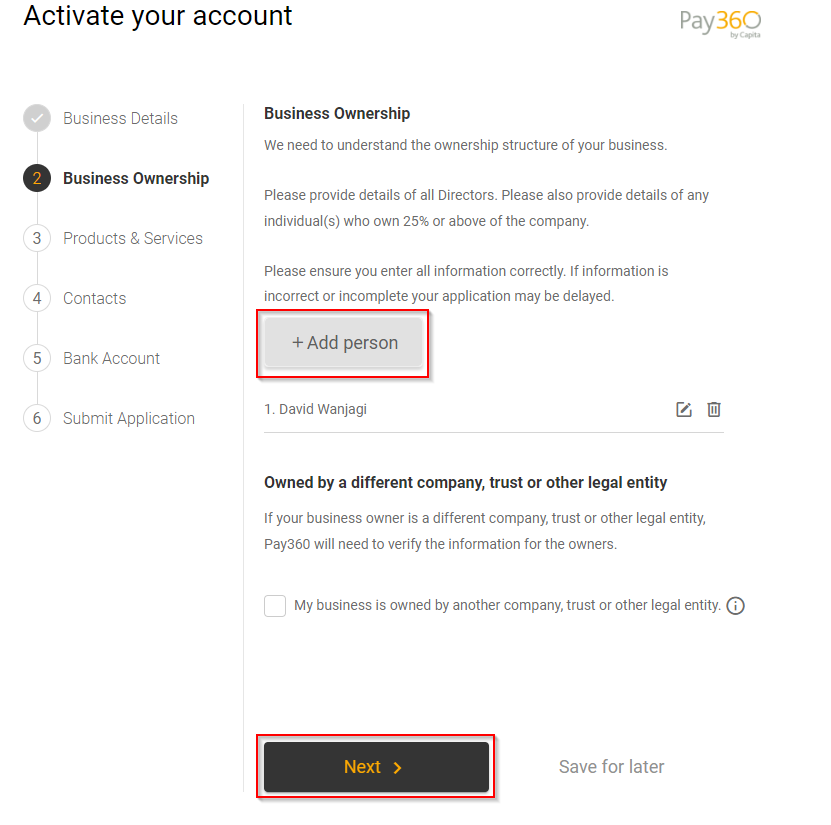 Activate your account
Pay360
by Capita
Business Details
2 Business Ownership
3 Products & Services
4 Contacts
5 Bank Account
6 Submit Application
Business Ownership
We need to understand the ownership structure of your business.
Please provide details of all Directors. Please also provide details of any
individual(s) who own 25% or above of the company.
Please ensure you enter all information correctly. If information is
incorrect or incomplete your application may be delayed.
+ Add person
1. David Wanjagi
Owned by a different company, trust or other legal entity
If your business owner is a different company, trust or other legal entity,
Pay360 will need to verify the information for the owners.
My business is owned by another company, trust or other legal entity.
Next
Save for later